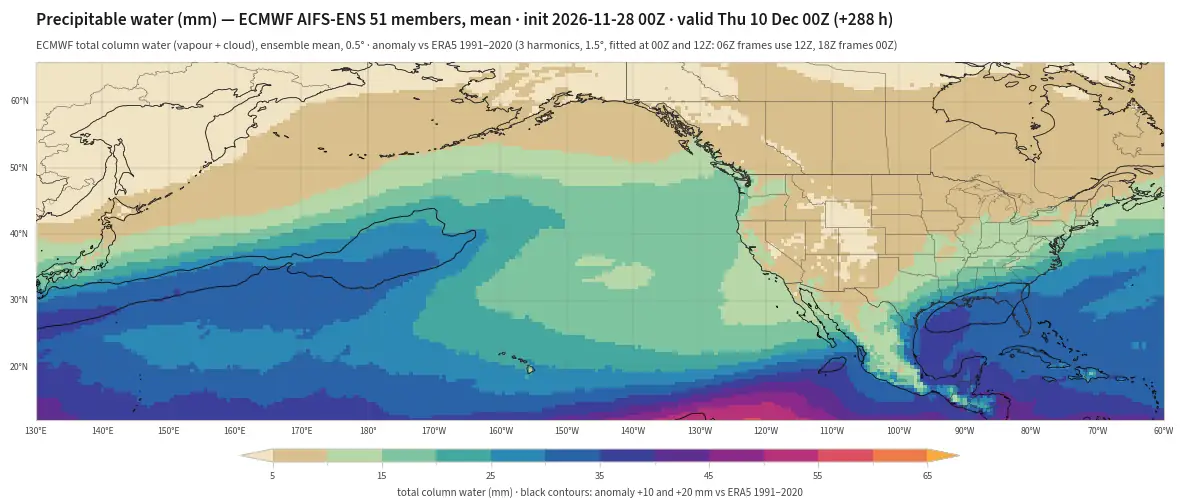 Precipitable water (mm) — ECMWF AIFS-ENS 51 members, mean · init 2026-11-28 00Z · valid Thu 10 Dec 00Z (+288 h)
ECMWF total column water (vapour + cloud), ensemble mean, 0.5° · anomaly vs ERA5 1991–2020 (3 harmonics, 1.5°, fitted at 00Z and 12Z: 06Z frames use 12Z, 18Z frames 00Z)
60°N
50°N
40°N
30°N
20°N
130°E 140°E 150°E 160°E 170°E 180° 170°W 160°W 150°W 140°W 130°W 120°W 110°W 100°W 90°W 80°W 70°W 60°W
5 15 25 35 45 55 65
total column water (mm) · black contours: anomaly +10 and +20 mm vs ERA5 1991–2020